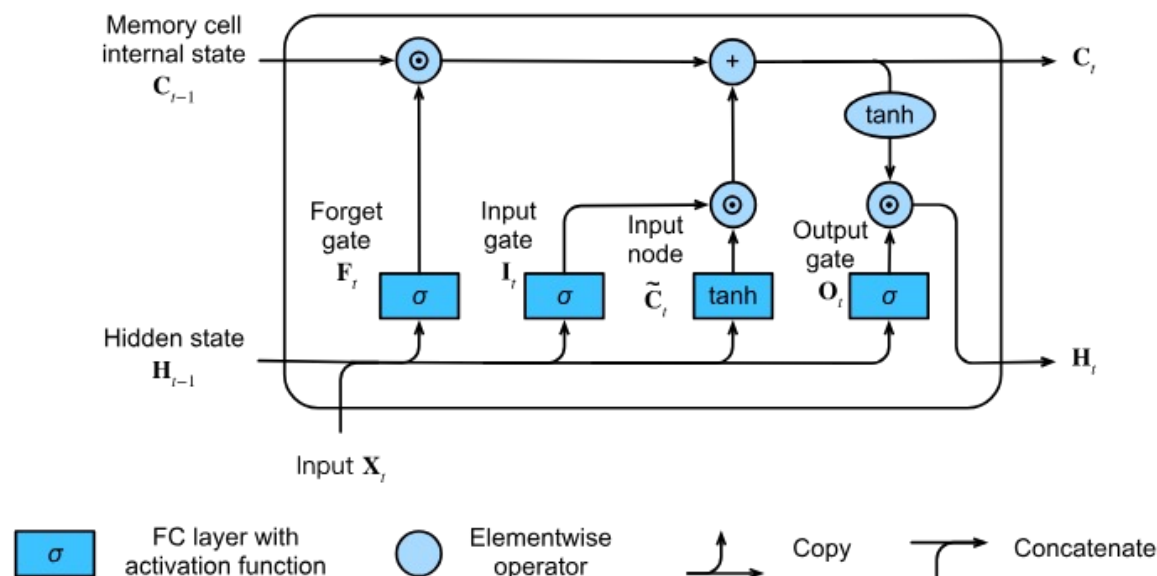 Memory cell
internal state
C_{t−1}
⊙
+
C_t
tanh
Forget
gate
F_t
Input
gate
I_t
⊙
Input
node
C̃_t
Output
gate
O_t
⊙
σ
σ
tanh
σ
Hidden state
H_{t−1}
H_t
Input X_t
σ
FC layer with
activation function
Elementwise
operator
Copy
Concatenate